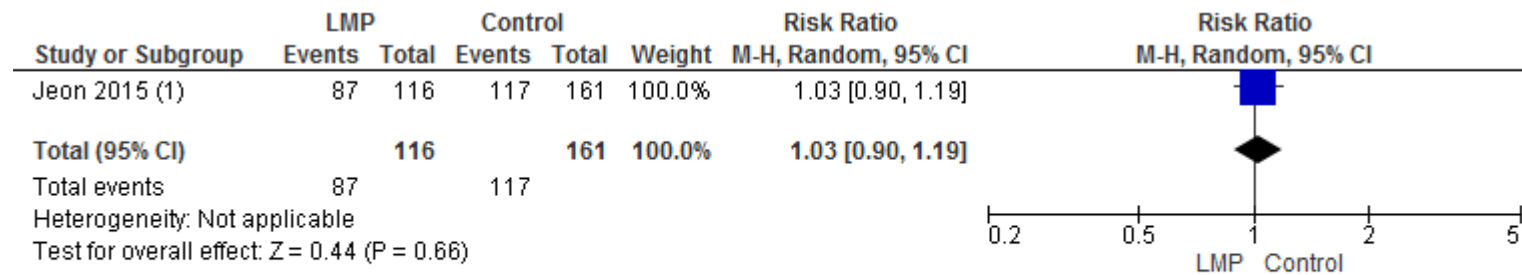 LMP Control Risk Ratio Risk Ratio
Study or Subgroup Events Total Events Total Weight M-H, Random, 95% CI M-H, Random, 95% CI
Jeon 2015 (1) 87 116 117 161 100.0% 1.03 [0.90, 1.19]
Total (95% CI) 116 161 100.0% 1.03 [0.90, 1.19]
Total events 87 117
Heterogeneity: Not applicable
Test for overall effect: Z = 0.44 (P = 0.66)
0.2 0.5 1 2 5
LMP Control